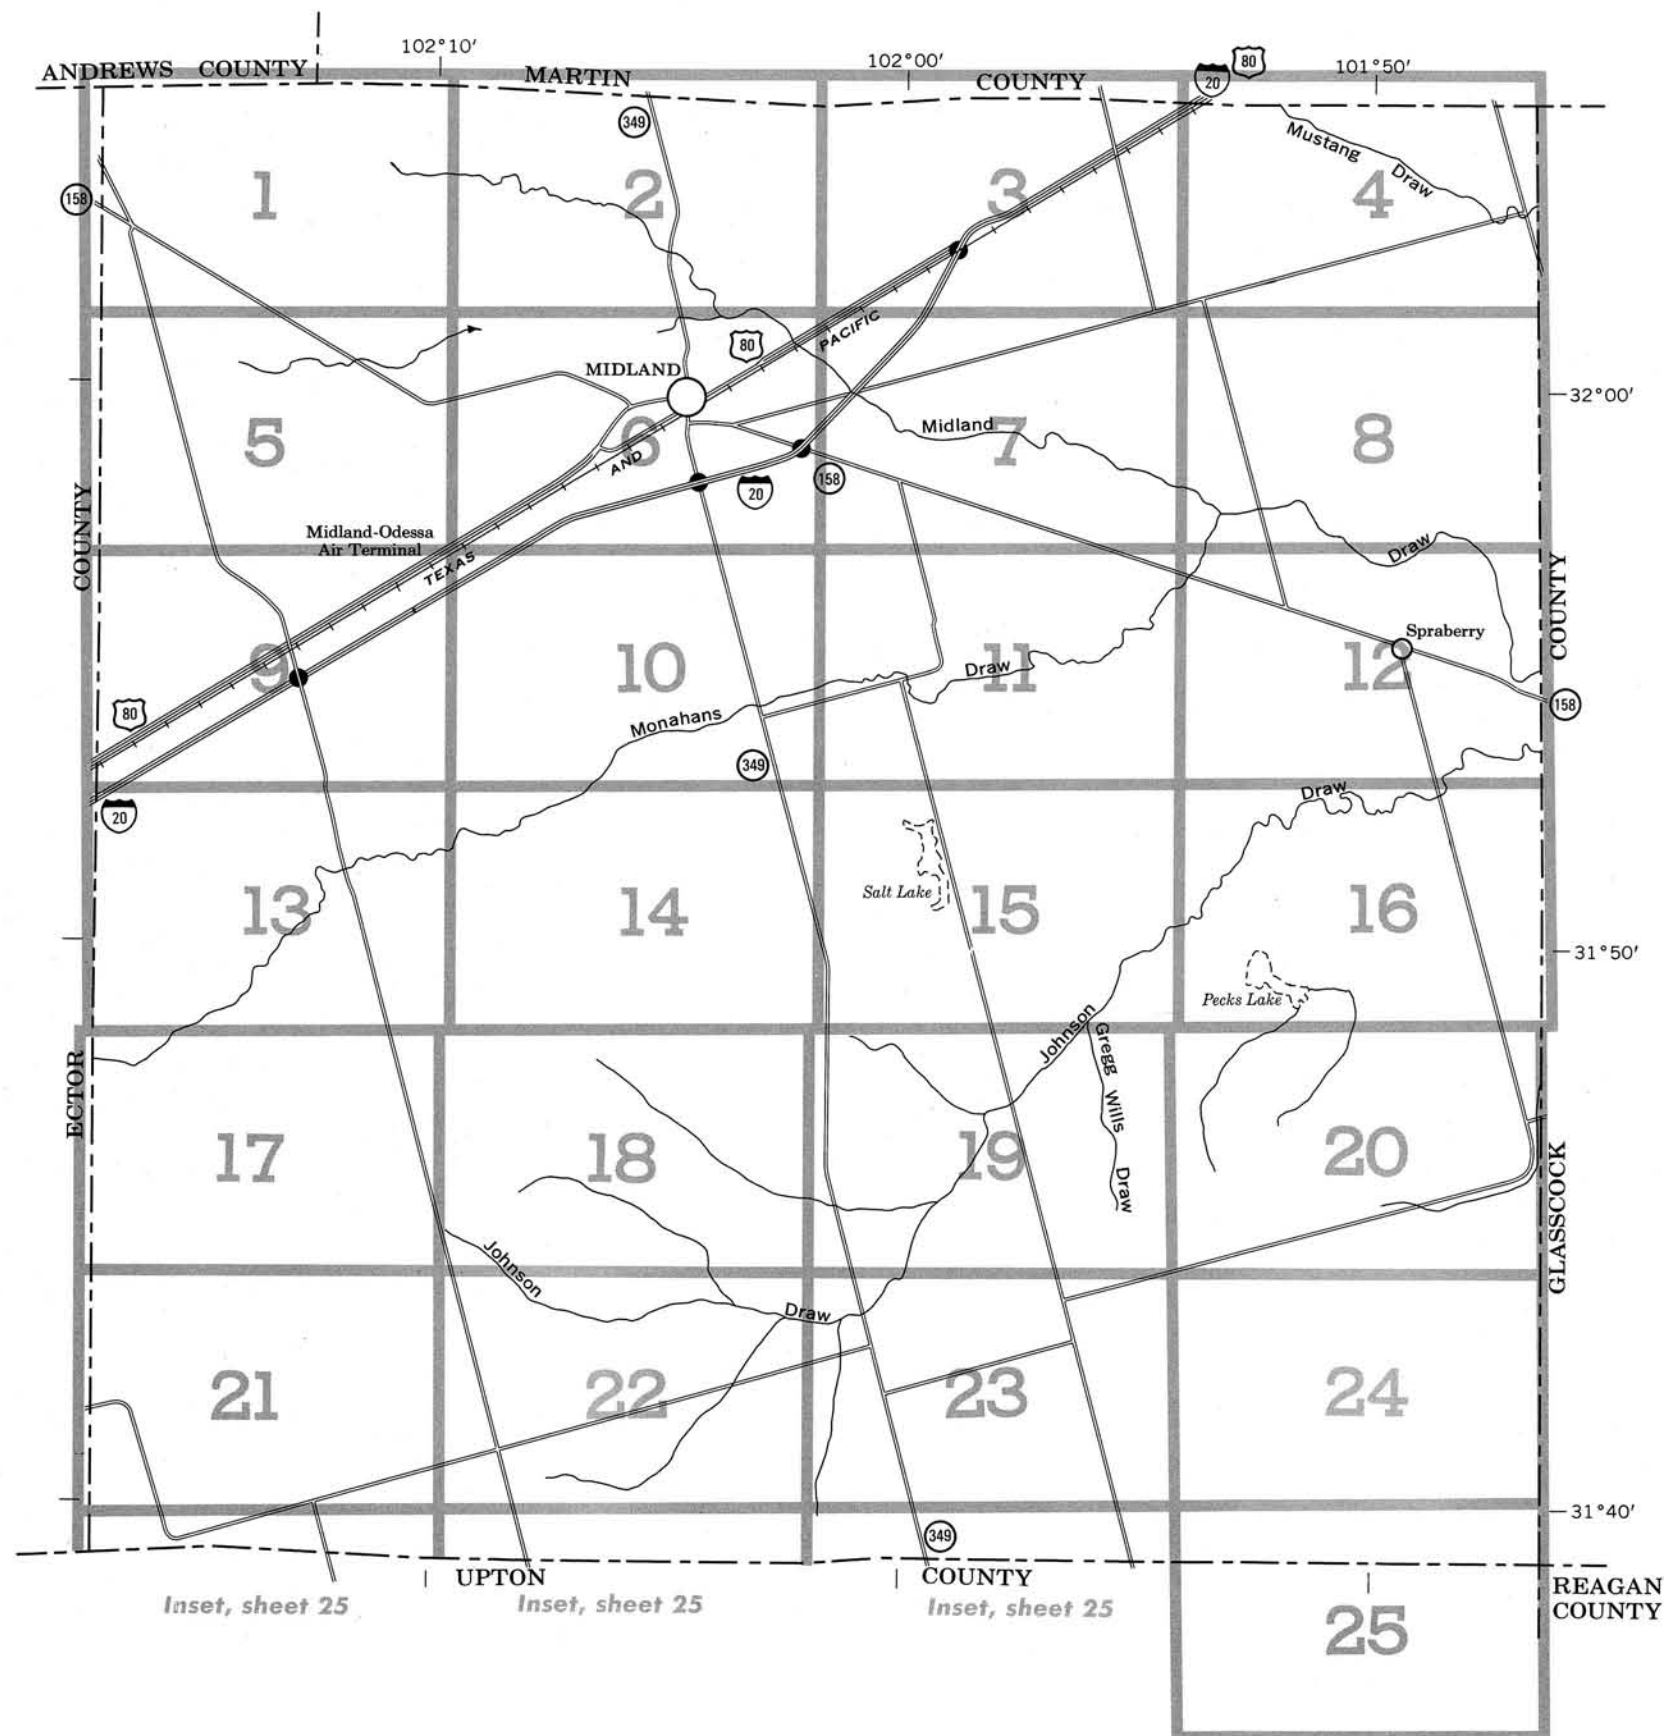 102°10′
102°00′
101°50′
80
20
ANDREWS COUNTY
MARTIN
COUNTY
349
Mustang Draw
158
1
2
3
4
80
PACIFIC
MIDLAND
32°00′
5
6
7
8
Midland
AND
20
158
COUNTY
Midland-Odessa
Air Terminal
TEXAS
Draw
COUNTY
Spraberry
9
10
11
12
Draw
80
Monahans
158
349
20
Draw
Salt Lake
13
14
15
16
31°50′
Pecks Lake
Johnson
Gregg Wills Draw
ECTOR
17
18
19
20
GLASSCOCK
Johnson
Draw
21
22
23
24
31°40′
349
UPTON
COUNTY
REAGAN
COUNTY
Inset, sheet 25
Inset, sheet 25
Inset, sheet 25
25